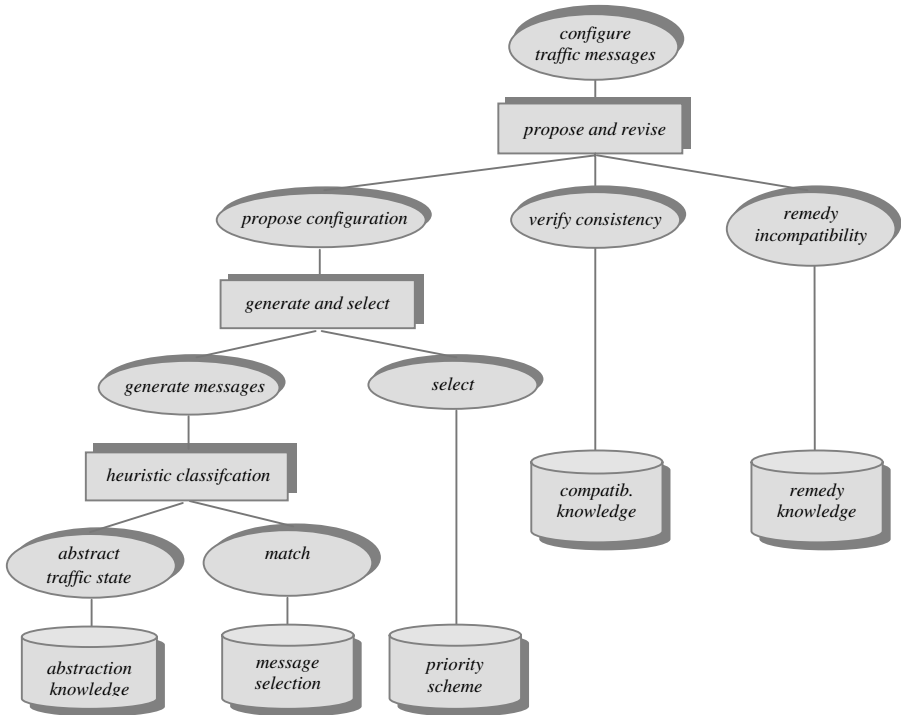 configure
traffic messages
propose and revise
propose configuration
verify consistency
remedy
incompatibility
generate and select
generate messages
select
heuristic classifcation
compatib.
knowledge
remedy
knowledge
abstract
traffic state
match
abstraction
knowledge
message
selection
priority
scheme